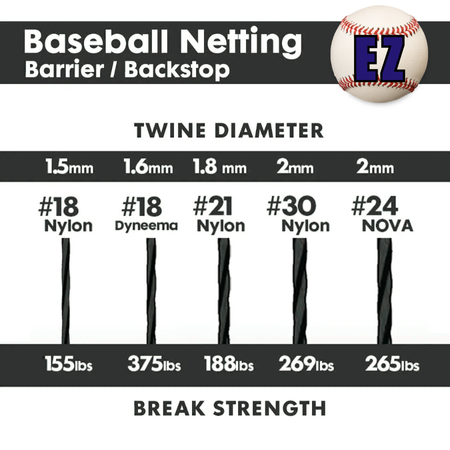 Baseball Netting
Barrier / Backstop
EZ
TWINE DIAMETER
1.5mm 1.6mm 1.8 mm 2mm 2mm
#18 #18 #21 #30 #24
Nylon Dyneema Nylon Nylon NOVA
155lbs 375lbs 188lbs 269lbs 265lbs
BREAK STRENGTH